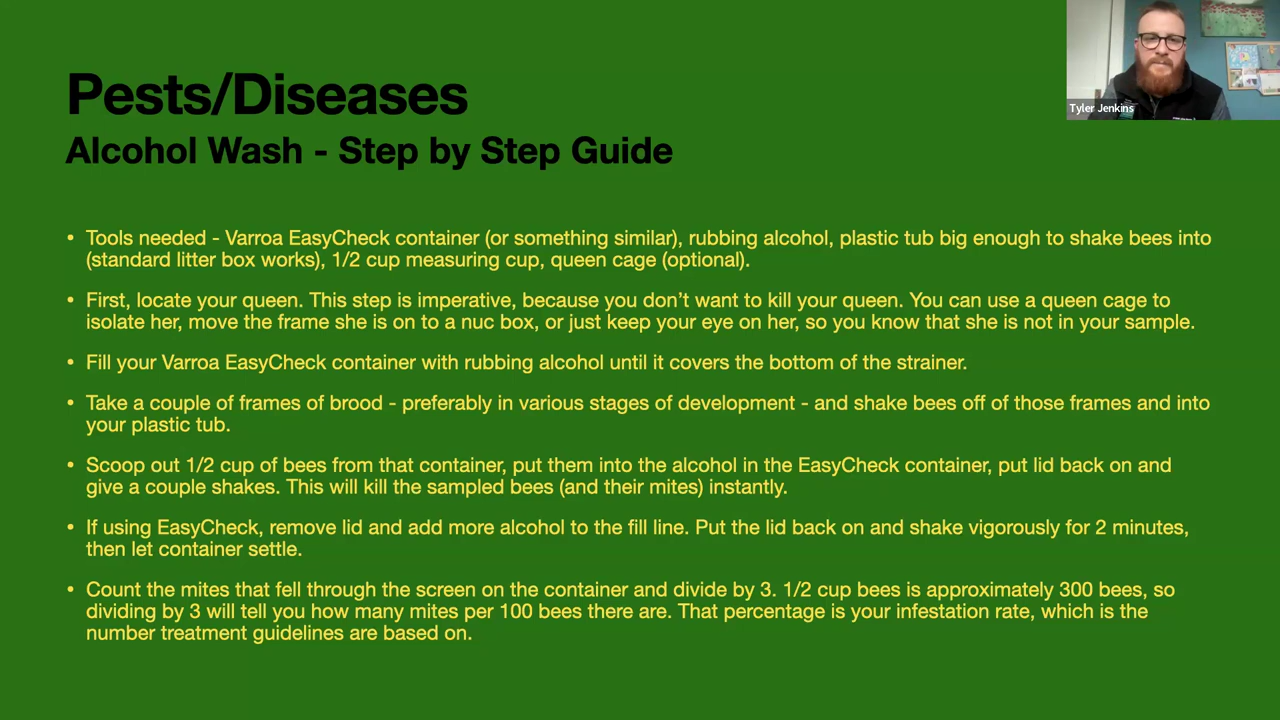 Pests/Diseases
Alcohol Wash - Step by Step Guide
Tyler Jenkins
• Tools needed - Varroa EasyCheck container (or something similar), rubbing alcohol, plastic tub big enough to shake bees into
(standard litter box works), 1/2 cup measuring cup, queen cage (optional).
• First, locate your queen. This step is imperative, because you don’t want to kill your queen. You can use a queen cage to
isolate her, move the frame she is on to a nuc box, or just keep your eye on her, so you know that she is not in your sample.
• Fill your Varroa EasyCheck container with rubbing alcohol until it covers the bottom of the strainer.
• Take a couple of frames of brood - preferably in various stages of development - and shake bees off of those frames and into
your plastic tub.
• Scoop out 1/2 cup of bees from that container, put them into the alcohol in the EasyCheck container, put lid back on and
give a couple shakes. This will kill the sampled bees (and their mites) instantly.
• If using EasyCheck, remove lid and add more alcohol to the fill line. Put the lid back on and shake vigorously for 2 minutes,
then let container settle.
• Count the mites that fell through the screen on the container and divide by 3. 1/2 cup bees is approximately 300 bees, so
dividing by 3 will tell you how many mites per 100 bees there are. That percentage is your infestation rate, which is the
number treatment guidelines are based on.